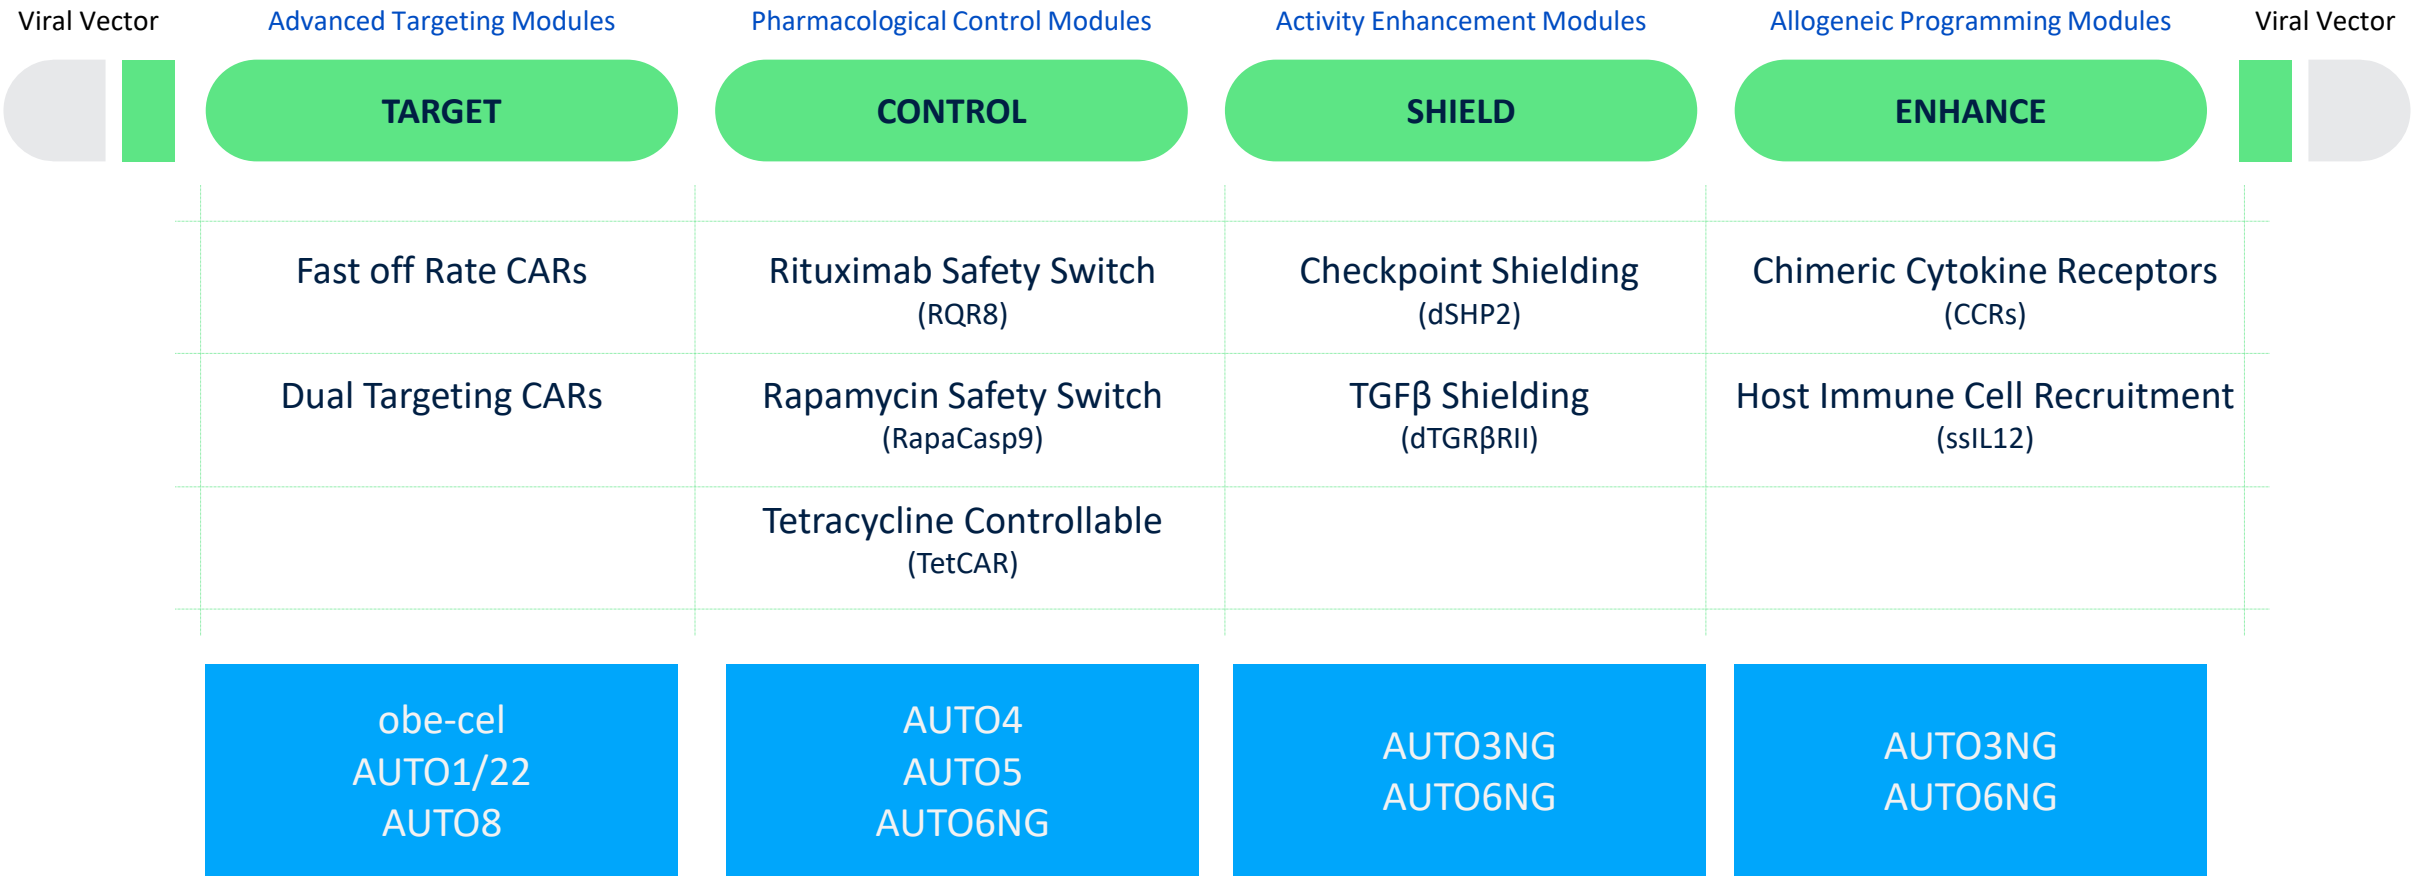 Viral Vector
Advanced Targeting Modules
Pharmacological Control Modules
Activity Enhancement Modules
Allogeneic Programming Modules
Viral Vector
TARGET
CONTROL
SHIELD
ENHANCE
Fast off Rate CARs
Rituximab Safety Switch
(RQR8)
Checkpoint Shielding
(dSHP2)
Chimeric Cytokine Receptors
(CCRs)
Dual Targeting CARs
Rapamycin Safety Switch
(RapaCasp9)
TGFβ Shielding
(dTGRβRII)
Host Immune Cell Recruitment
(ssIL12)
Tetracycline Controllable
(TetCAR)
obe-cel
AUTO1/22
AUTO8
AUTO4
AUTO5
AUTO6NG
AUTO3NG
AUTO6NG
AUTO3NG
AUTO6NG